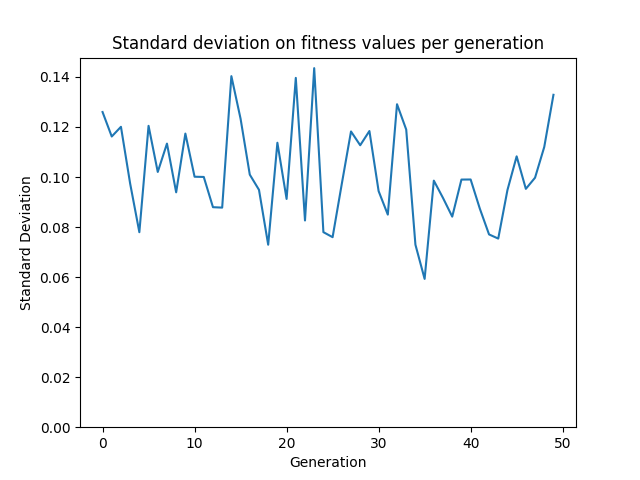 Standard deviation on fitness values per generation
0.14
0.12
0.10
0.08
0.06
0.04
0.02
0.00
Standard Deviation
0 10 20 30 40 50
Generation